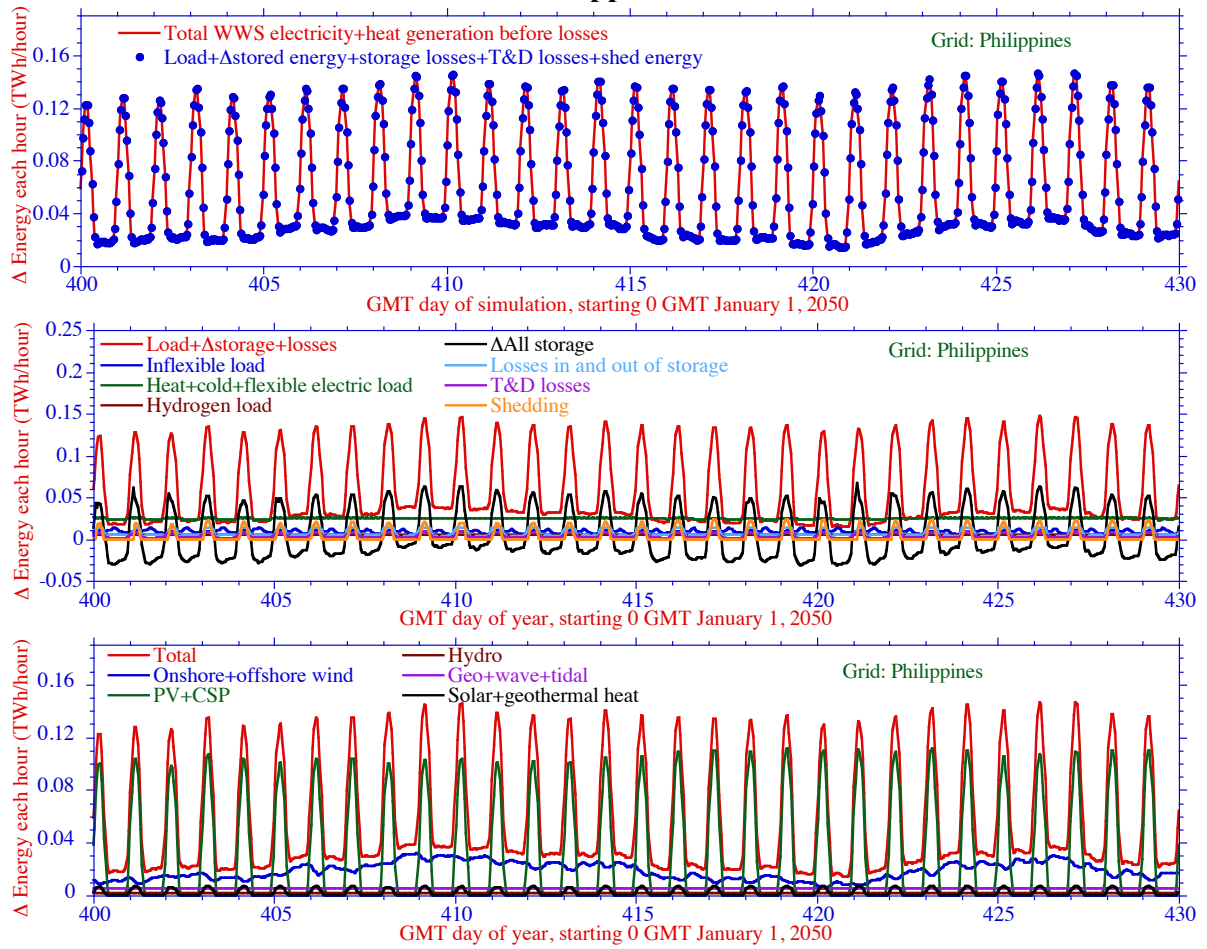 Total WWS electricity+heat generation before losses
Load+Δstored energy+storage losses+T&D losses+shed energy
Grid: Philippines
Δ Energy each hour (TWh/hour)
0.16
0.12
0.08
0.04
0
400 405 410 415 420 425 430
GMT day of simulation, starting 0 GMT January 1, 2050
Load+Δstorage+losses
Inflexible load
Heat+cold+flexible electric load
Hydrogen load
ΔAll storage
Losses in and out of storage
T&D losses
Shedding
Grid: Philippines
Δ Energy each hour (TWh/hour)
0.25
0.2
0.15
0.1
0.05
0
-0.05
400 405 410 415 420 425 430
GMT day of year, starting 0 GMT January 1, 2050
Total
Onshore+offshore wind
PV+CSP
Hydro
Geo+wave+tidal
Solar+geothermal heat
Grid: Philippines
Δ Energy each hour (TWh/hour)
0.16
0.12
0.08
0.04
0
400 405 410 415 420 425 430
GMT day of year, starting 0 GMT January 1, 2050